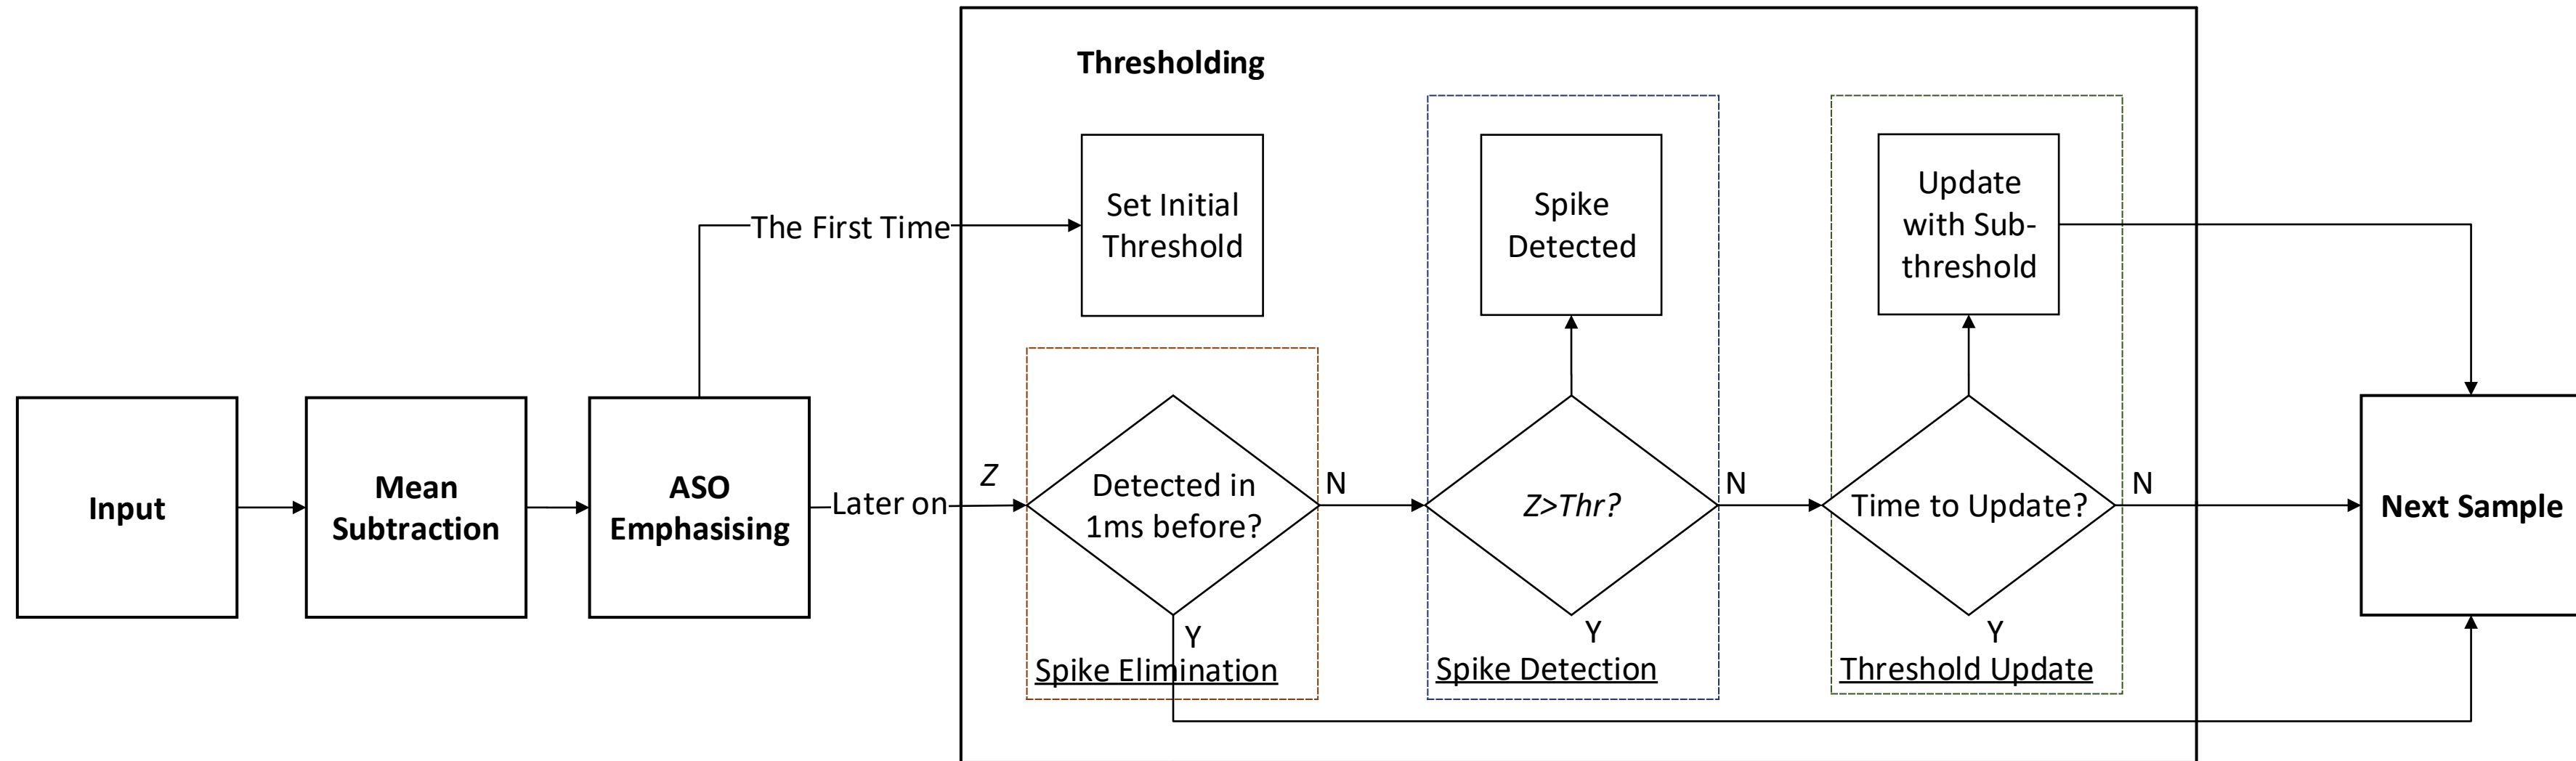 Thresholding
Set Initial
Threshold
Spike
Detected
Update
with Sub-
threshold
The First Time
Input
Mean
Subtraction
ASO
Emphasising
Later on
Z
Detected in
1ms before?
N
Z>Thr?
N
Time to Update?
N
Next Sample
Y
Y
Y
Spike Elimination
Spike Detection
Threshold Update